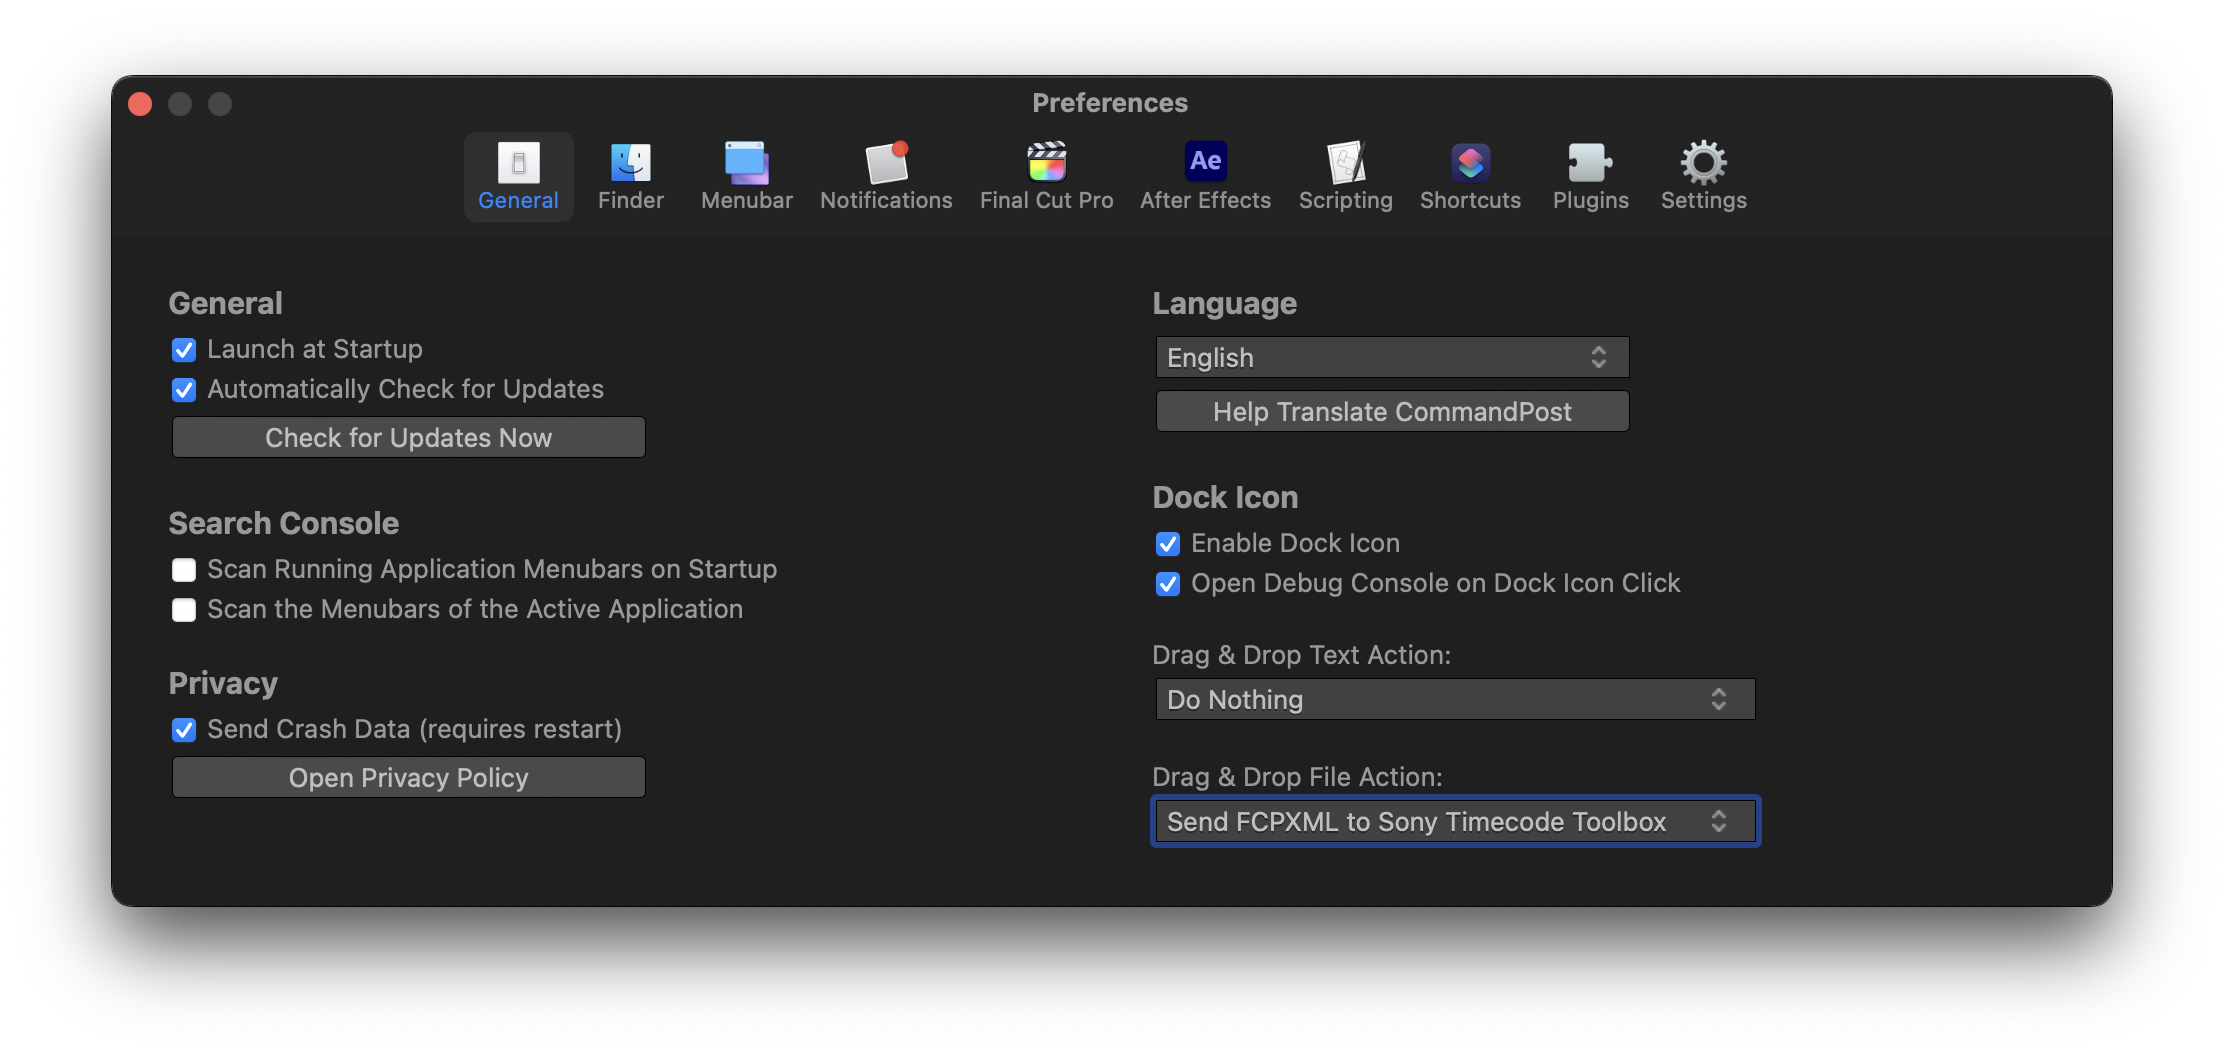 Preferences
General
Finder
Menubar
Notifications
Final Cut Pro
Ae
After Effects
Scripting
Shortcuts
Plugins
Settings
General
Launch at Startup
Automatically Check for Updates
Check for Updates Now
Search Console
Scan Running Application Menubars on Startup
Scan the Menubars of the Active Application
Privacy
Send Crash Data (requires restart)
Open Privacy Policy
Language
English
Help Translate CommandPost
Dock Icon
Enable Dock Icon
Open Debug Console on Dock Icon Click
Drag & Drop Text Action:
Do Nothing
Drag & Drop File Action:
Send FCPXML to Sony Timecode Toolbox